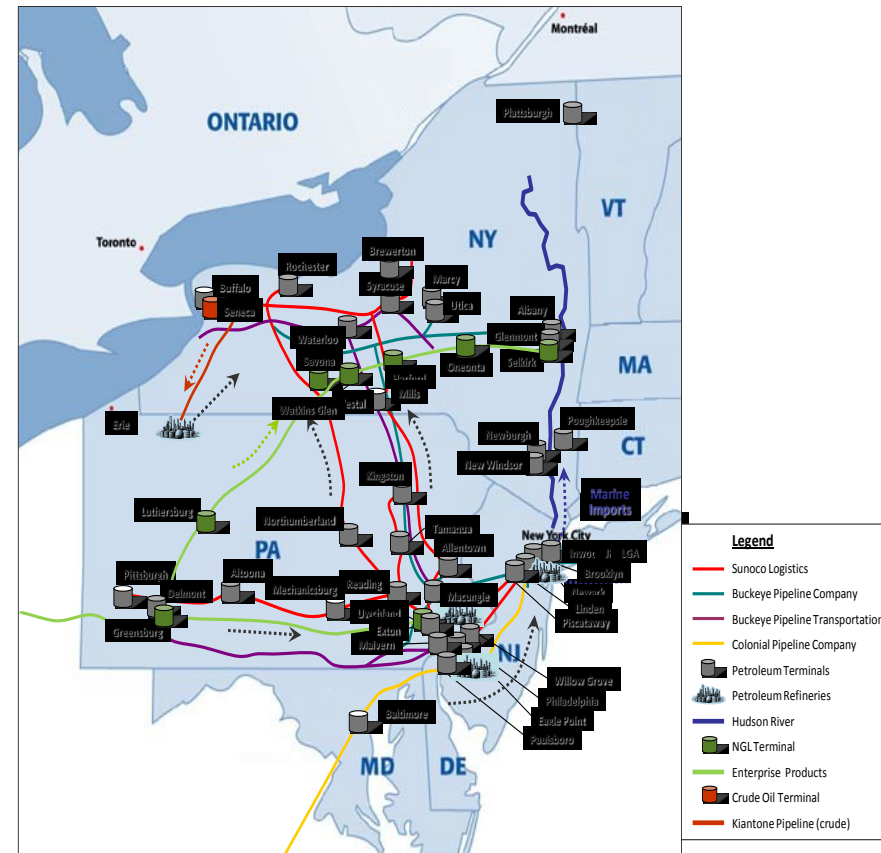 Montréal
Plattsburgh
ONTARIO
VT
NY
Toronto
Brewerton
Rochester
Marcy
Buffalo
Syracuse
Seneca
Utica
Albany
Waterloo
Glenmont
Savona
Oneonta
Selkirk
MA
Harford
Mills
Watkins Glen
Erie
Poughkeepsie
Newburgh
CT
New Windsor
Kingston
Marine
Imports
Luthersburg
Northumberland
Tamaqua
New York City
Allentown
PA
Inwood
LGA
Pittsburgh
Altoona
Brooklyn
Delmont
Mechanicsburg
Reading
Newark
Macungie
Linden
Greensburg
Exton
Piscataway
Malvern
NJ
Willow Grove
Philadelphia
Baltimore
Eagle Point
Paulsboro
MD
DE
Legend
Sunoco Logistics
Buckeye Pipeline Company
Buckeye Pipeline Transportation
Colonial Pipeline Company
Petroleum Terminals
Petroleum Refineries
Hudson River
NGL Terminal
Enterprise Products
Crude Oil Terminal
Kiantone Pipeline (crude)